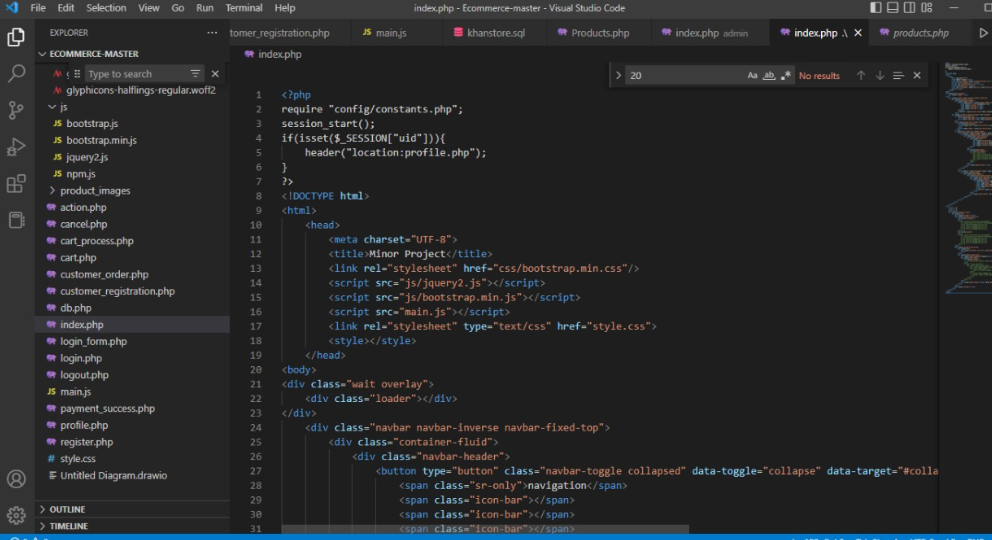 File Edit Selection View Go Run Terminal Help
index.php - Ecommerce-master - Visual Studio Code
EXPLORER
tomer_registration.php
JS main.js
khanstore.sql
Products.php
index.php admin
index.php .\
products.php
ECOMMERCE-MASTER
index.php
Type to search
glyphicons-halflings-regular.woff2
js
JS bootstrap.js
JS bootstrap.min.js
JS jquery2.js
JS npm.js
product_images
action.php
cancel.php
cart_process.php
cart.php
customer_order.php
customer_registration.php
db.php
index.php
login_form.php
login.php
logout.php
JS main.js
payment_success.php
profile.php
register.php
# style.css
Untitled Diagram.drawio
OUTLINE
TIMELINE
20
Aa ab .*
No results
1 <?php
2 require "config/constants.php";
3 session_start();
4 if(isset($_SESSION["uid"])){
5 header("location:profile.php");
6 }
7 ?>
8 <!DOCTYPE html>
9 <html>
10 <head>
11 <meta charset="UTF-8">
12 <title>Minor Project</title>
13 <link rel="stylesheet" href="css/bootstrap.min.css"/>
14 <script src="js/jquery2.js"></script>
15 <script src="js/bootstrap.min.js"></script>
16 <script src="main.js"></script>
17 <link rel="stylesheet" type="text/css" href="style.css">
18 <style></style>
19 </head>
20 <body>
21 <div class="wait overlay">
22 <div class="loader"></div>
23 </div>
24 <div class="navbar navbar-inverse navbar-fixed-top">
25 <div class="container-fluid">
26 <div class="navbar-header">
27 <button type="button" class="navbar-toggle collapsed" data-toggle="collapse" data-target="#colla
28 <span class="sr-only">navigation</span>
29 <span class="icon-bar"></span>
30 <span class="icon-bar"></span>
31 <span class="icon-bar"></span>